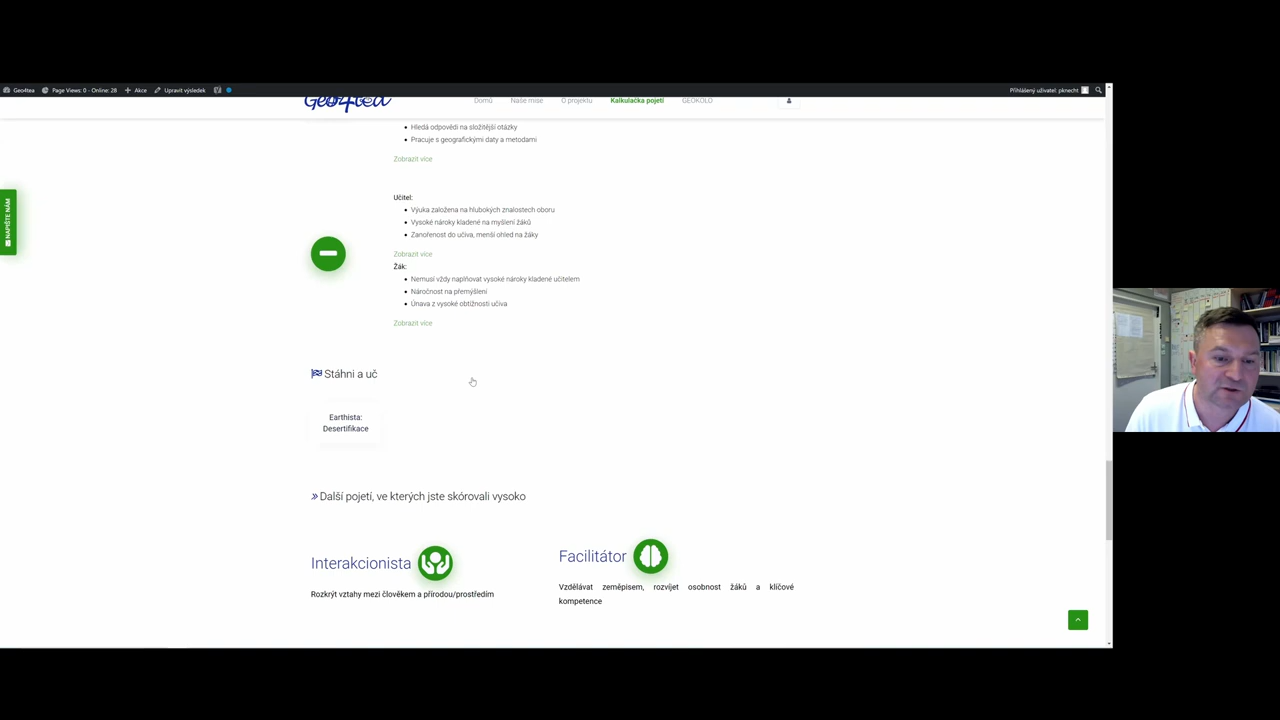 Geo4tea
Page Views: 0 - Online: 28
Akce
Upravit výsledek
Přihlášený uživatel: pknecht
Geo4tea
Domů
Naše mise
O projektu
Kalkulačka pojetí
GEOKOLO
Hledá odpovědi na složitější otázky
Pracuje s geografickými daty a metodami
Zobrazit více
NAPIŠTE NÁM
Učitel:
Výuka založena na hlubokých znalostech oboru
Vysoké nároky kladené na myšlení žáků
Zanořenost do učiva, menší ohled na žáky
Zobrazit více
Žák:
Nemusí vždy naplňovat vysoké nároky kladené učitelem
Náročnost na přemýšlení
Únava z vysoké obtížnosti učiva
Zobrazit více
Stáhni a uč
Earthista:
Desertifikace
Další pojetí, ve kterých jste skórovali vysoko
Interakcionista
Rozkrýt vztahy mezi člověkem a přírodou/prostředím
Facilitátor
Vzdělávat zeměpisem, rozvíjet osobnost žáků a klíčové
kompetence